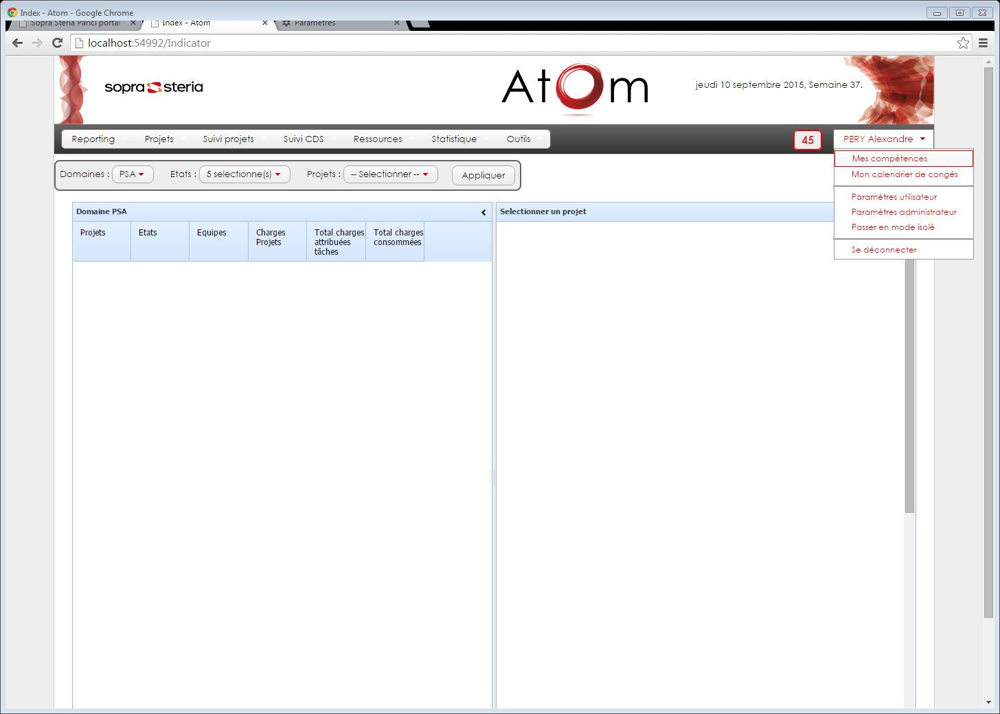 Index - Atom - Google Chrome
Sopra Steria Parici portal - Index - Atom Paramètres
localhost:54992/Indicator
sopra steria
Atom
jeudi 10 septembre 2015, Semaine 37.
Reporting Projets Suivi projets Suivi CDS Ressources Statistique Outils
45
PERY Alexandre
Mes compétences
Mon calendrier de congés
Paramètres utilisateur
Paramètres administrateur
Passer en mode isolé
Se déconnecter
Domaines : PSA Etats : 5 selectionne(s) Projets : -- Selectionner -- Appliquer
Domaine PSA
Projets
Etats
Equipes
Charges
Projets
Total charges
attribuées
tâches
Total charges
consommées
Selectionner un projet